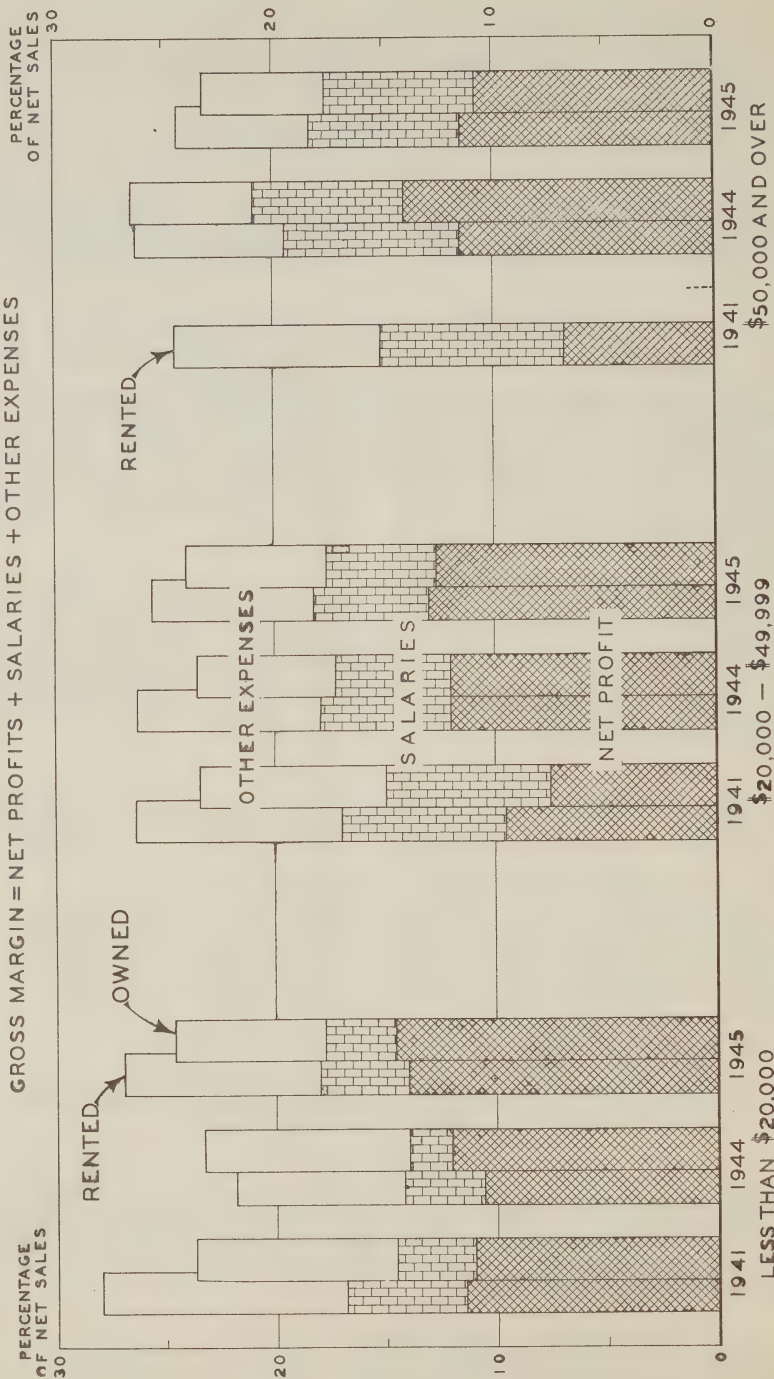 GROSS MARGIN = NET PROFITS + SALARIES + OTHER EXPENSES
PERCENTAGE
OF NET SALES
PERCENTAGE
OF NET SALES
30
20
10
0
30
20
10
0
RENTED
OWNED
RENTED
OTHER EXPENSES
SALARIES
NET PROFIT
1941 1944 1945
1941 1944 1945
1941 1944 1945
LESS THAN $20,000
$20,000 — $49,999
$50,000 AND OVER